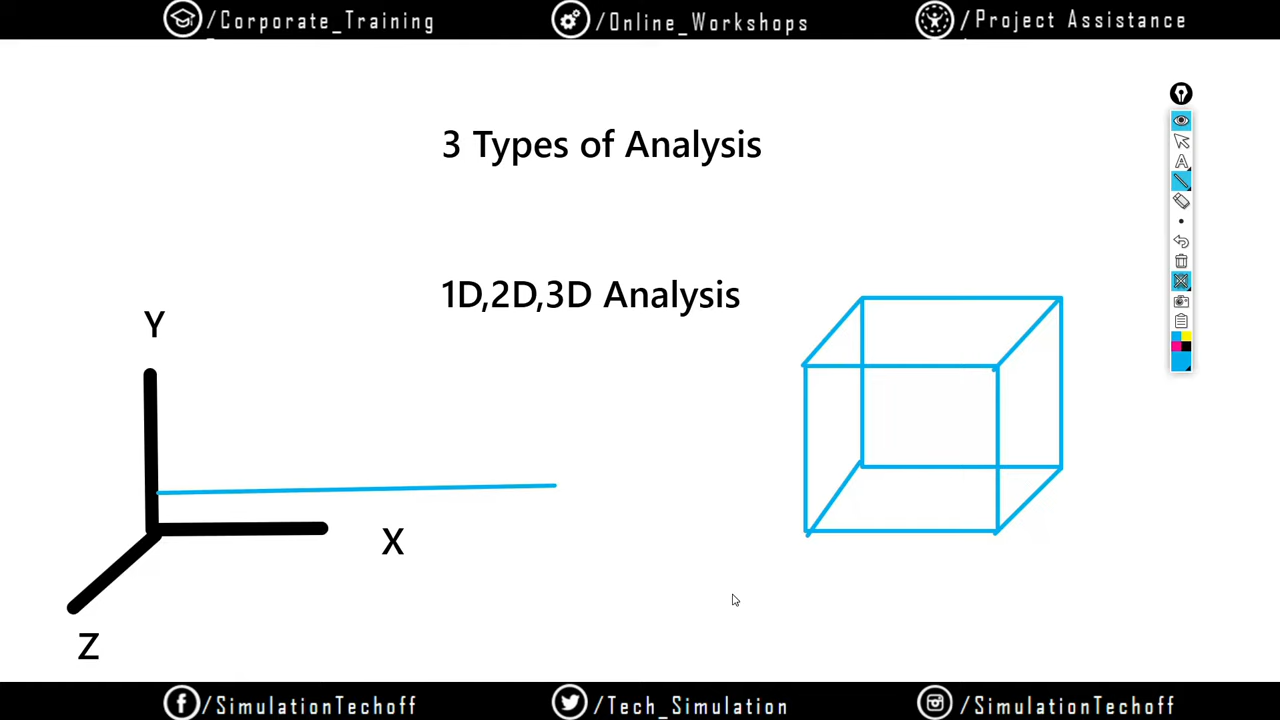 /Corporate_Training
/Online_Workshops
/Project Assistance
3 Types of Analysis
1D,2D,3D Analysis
Y
X
Z
A
/SimulationTechoff
/Tech_Simulation
/SimulationTechoff